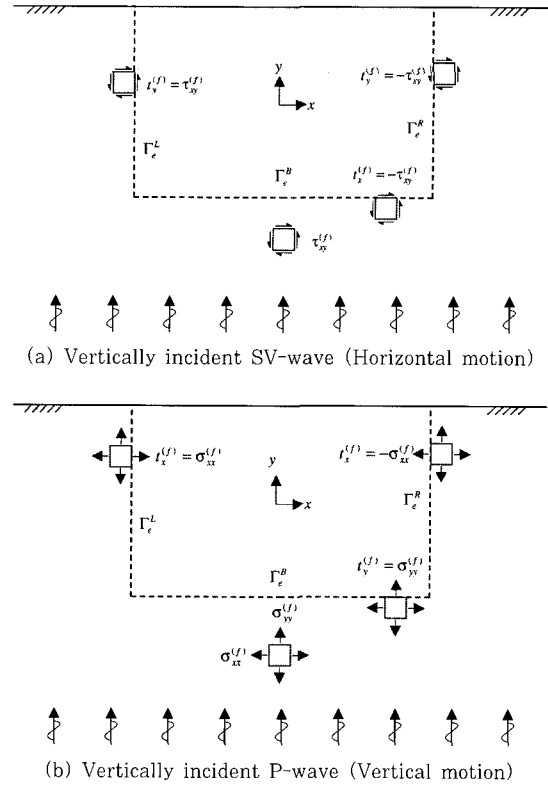 t_y^{(f)} = τ_{xy}^{(f)}
y
t_y^{(f)} = −τ_{xy}^{(f)}
x
Γ_e^L
Γ_e^R
Γ_e^B
t_x^{(f)} = −τ_{xy}^{(f)}
τ_{xy}^{(f)}
(a) Vertically incident SV-wave (Horizontal motion)
t_x^{(f)} = σ_{xx}^{(f)}
y
t_x^{(f)} = −σ_{xx}^{(f)}
x
Γ_e^L
Γ_e^R
Γ_e^B
t_y^{(f)} = σ_{yy}^{(f)}
σ_{yy}^{(f)}
σ_{xx}^{(f)}
(b) Vertically incident P-wave (Vertical motion)